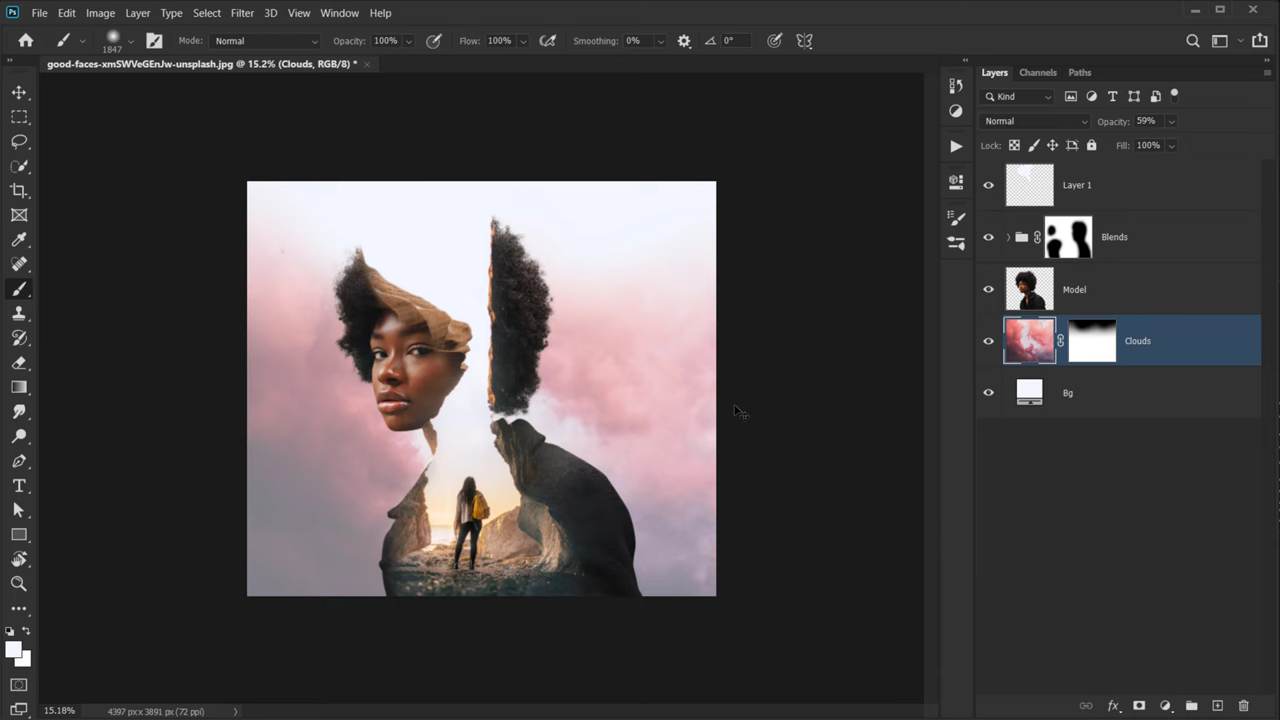 Ps File Edit Image Layer Type Select Filter 3D View Window Help
1847 Mode: Normal Opacity: 100% Flow: 100% Smoothing: 0% 0°
good-faces-xmSWVeGEnJw-unsplash.jpg @ 15.2% (Clouds, RGB/8) *
Layers Channels Paths
Kind
Normal Opacity: 59%
Lock: Fill: 100%
Layer 1
Blends
Model
Clouds
Bg
15.18% 4397 px x 3891 px (72 ppi)